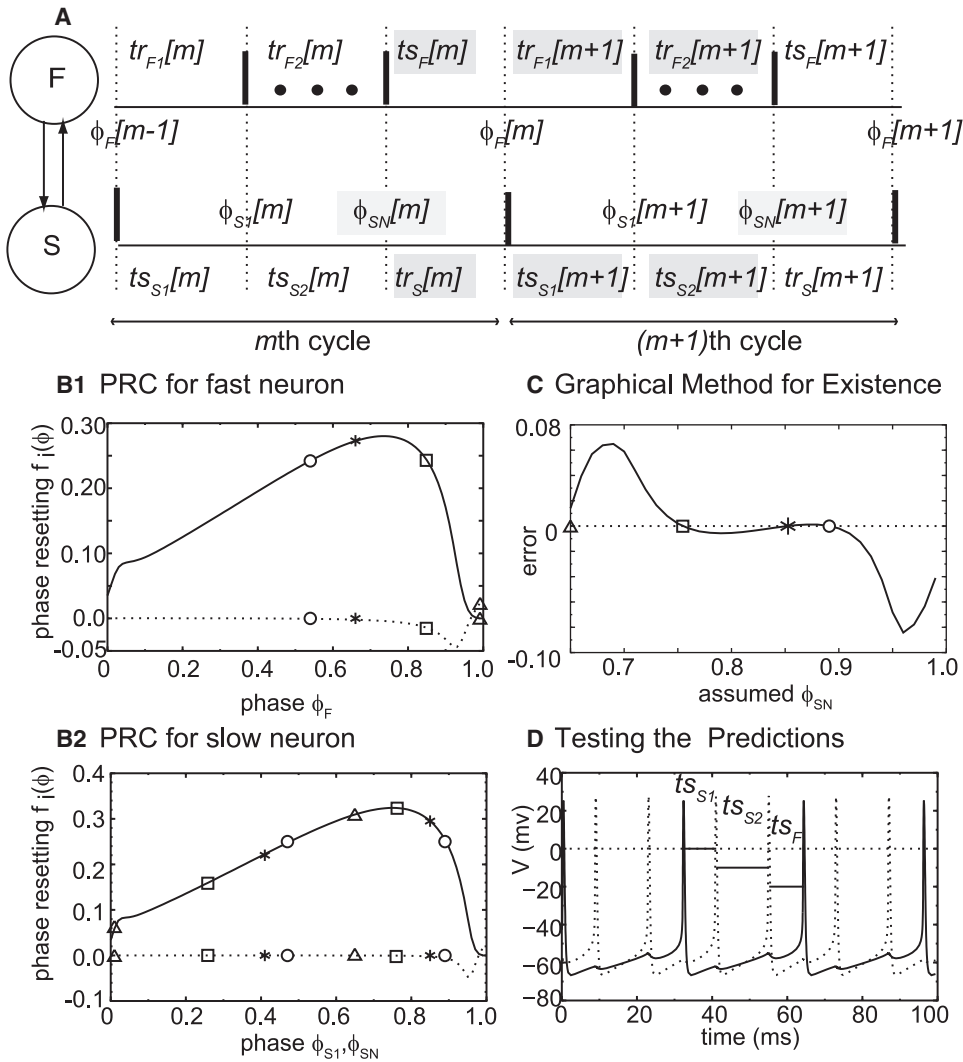 A
F
S
tr_F1[m] tr_F2[m] ts_F[m] tr_F1[m+1] tr_F2[m+1] ts_F[m+1]
ϕ_F[m-1] ϕ_F[m] ϕ_F[m+1]
ϕ_S1[m] ϕ_SN[m] ϕ_S1[m+1] ϕ_SN[m+1]
ts_S1[m] ts_S2[m] tr_S[m] ts_S1[m+1] ts_S2[m+1] tr_S[m+1]
mth cycle (m+1)th cycle
B1 PRC for fast neuron
phase resetting f_i(ϕ)
0.30
0.20
0.10
0.0
-0.05
0 0.2 0.4 0.6 0.8 1.0
phase ϕ_F
C Graphical Method for Existence
error
0.08
0
-0.10
0.7 0.8 0.9 1.0
assumed ϕ_SN
B2 PRC for slow neuron
phase resetting f_i(ϕ)
0.4
0.3
0.2
0.1
0.0
-0.1
0 0.2 0.4 0.6 0.8 1.0
phase ϕ_S1,ϕ_SN
D Testing the Predictions
V (mv)
40
20
0
−20
−40
−60
−80
ts_S1
ts_S2
ts_F
0 20 40 60 80 100
time (ms)